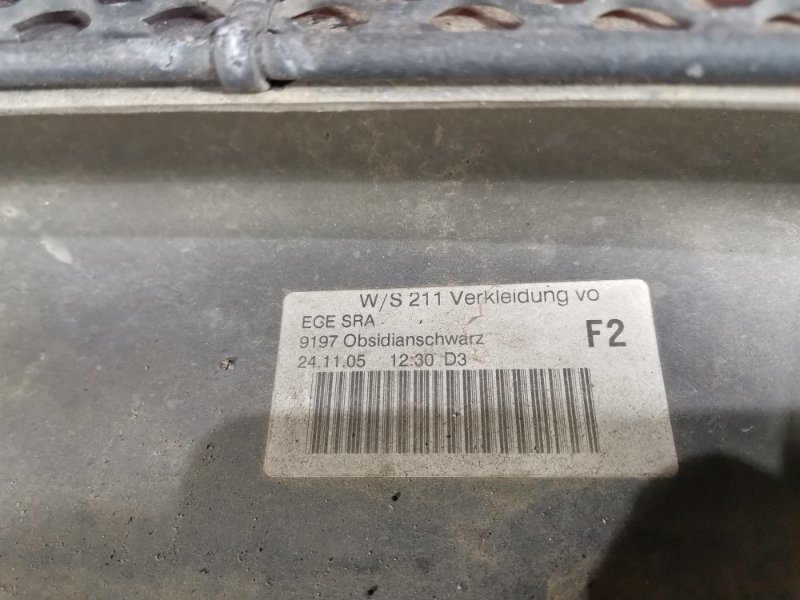 W/S 211 Verkleidung vo
EGE SRA
9197 Obsidianschwarz
F2
24.11.05 12:30 D3